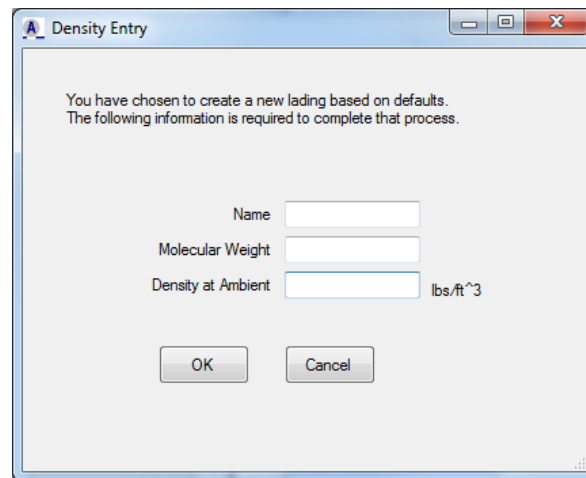 Density Entry
You have chosen to create a new lading based on defaults.
The following information is required to complete that process.
Name
Molecular Weight
Density at Ambient
lbs/ft^3
OK
Cancel